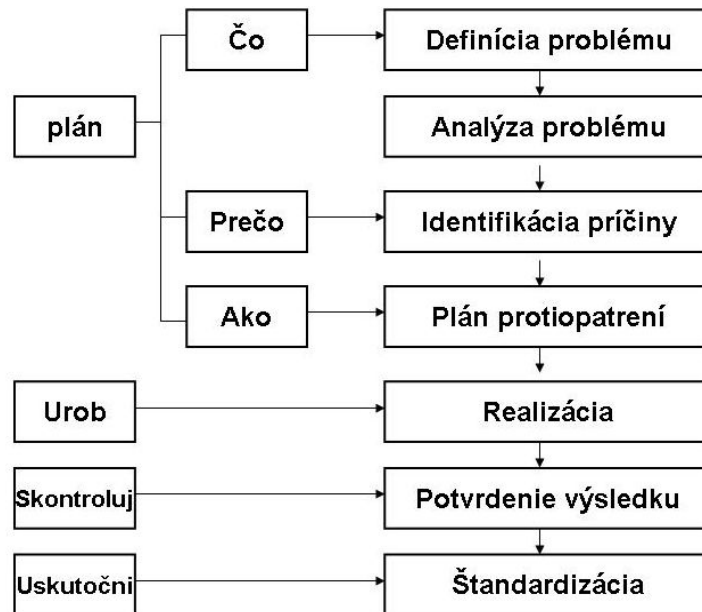 Čo
Definícia problému
plán
Analýza problému
Prečo
Identifikácia príčiny
Ako
Plán protiopatrení
Urob
Realizácia
Skontroluj
Potvrdenie výsledku
Uskutočni
Štandardizácia